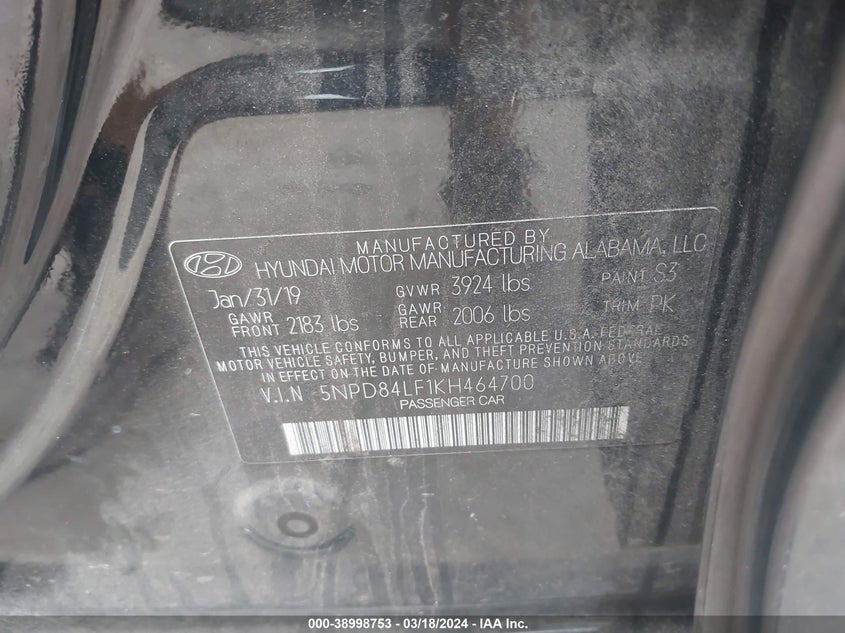 MANUFACTURED BY
HYUNDAI MOTOR MANUFACTURING ALABAMA, LLC
Jan/31/19 GVWR 3924 lbs PAINT S3
GAWR FRONT 2183 lbs GAWR REAR 2006 lbs TRIM PK
THIS VEHICLE CONFORMS TO ALL APPLICABLE U.S.A. FEDERAL
MOTOR VEHICLE SAFETY, BUMPER, AND THEFT PREVENTION STANDARDS
IN EFFECT ON THE DATE OF MANUFACTURE SHOWN ABOVE.
V.I.N 5NPD84LF1KH464700
PASSENGER CAR
000-38998753 — 03/18/2024 — IAA Inc.